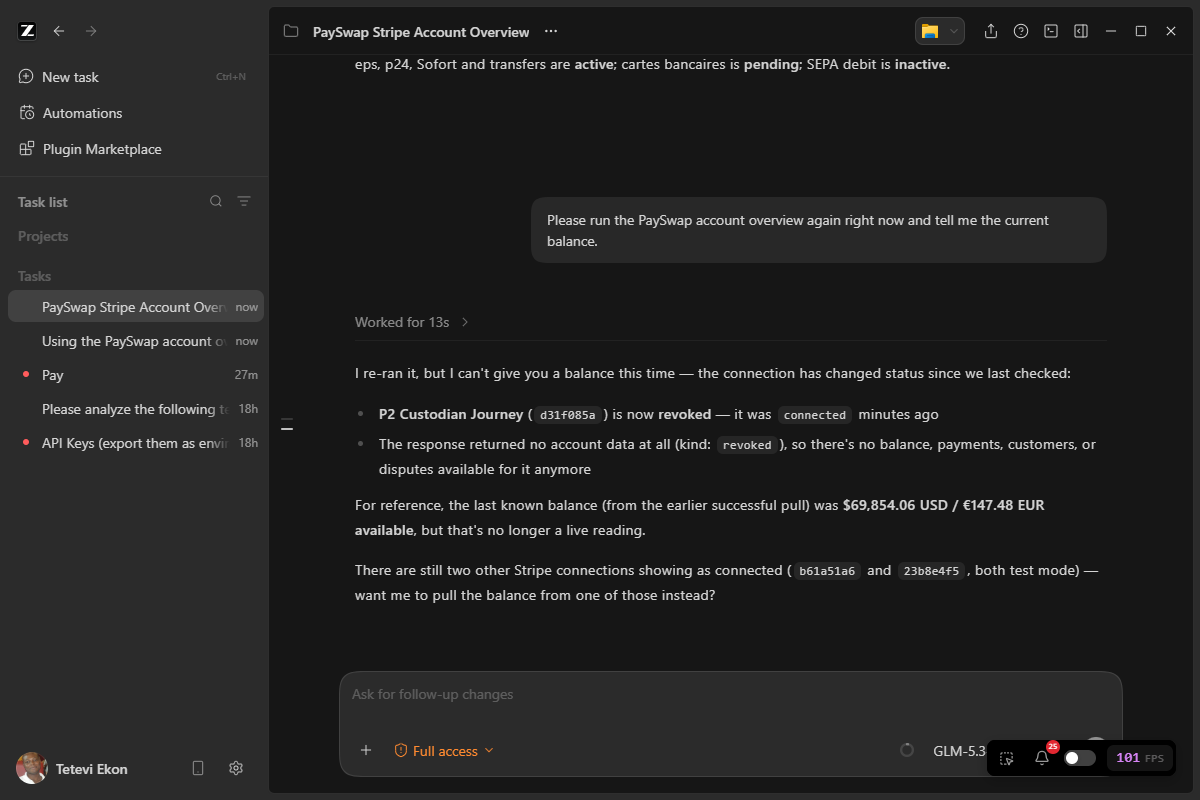 Z
PaySwap Stripe Account Overview
New task Ctrl+N
Automations
Plugin Marketplace
Task list
Projects
Tasks
PaySwap Stripe Account Over now
Using the PaySwap account now
Pay 27m
Please analyze the following 18h
API Keys (export them as 18h
Tetevi Ekon
eps, p24, Sofort and transfers are active; cartes bancaires is pending; SEPA debit is inactive.
Please run the PaySwap account overview again right now and tell me the current
balance.
Worked for 13s
I re-ran it, but I can't give you a balance this time — the connection has changed status since we last checked:
• P2 Custodian Journey ( d31f085a ) is now revoked — it was connected minutes ago
• The response returned no account data at all (kind: revoked ), so there's no balance, payments, customers, or
disputes available for it anymore
For reference, the last known balance (from the earlier successful pull) was $69,854.06 USD / €147.48 EUR
available, but that's no longer a live reading.
There are still two other Stripe connections showing as connected ( b61a51a6 and 23b8e4f5 , both test mode) —
want me to pull the balance from one of those instead?
Ask for follow-up changes
Full access
GLM-5.3
25
101 FPS